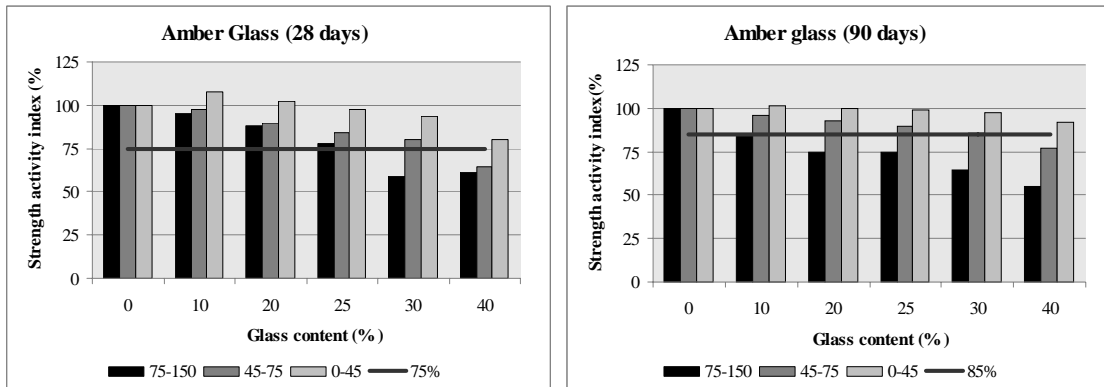 Amber Glass (28 days)
Strength activity index (%
125
100
75
50
25
0
0 10 20 25 30 40
Glass content (%)
75-150 45-75 0-45 75%
Amber glass (90 days)
Strength activity index(%
125
100
75
50
25
0
0 10 20 25 30 40
Glass content (%)
75-150 45-75 0-45 85%